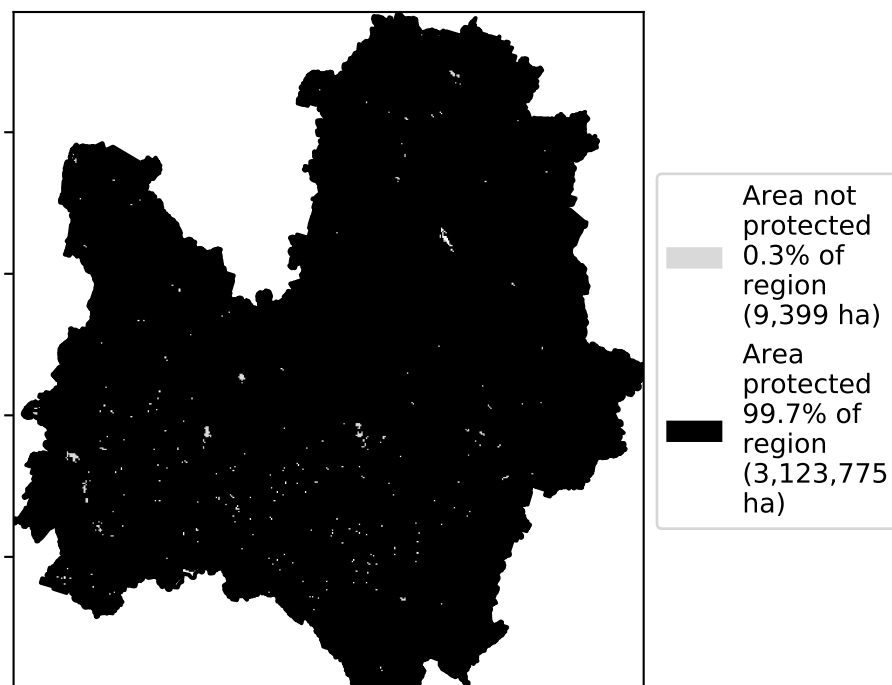 Area not
protected
0.3% of
region
(9,399 ha)
Area
protected
99.7% of
region
(3,123,775
ha)